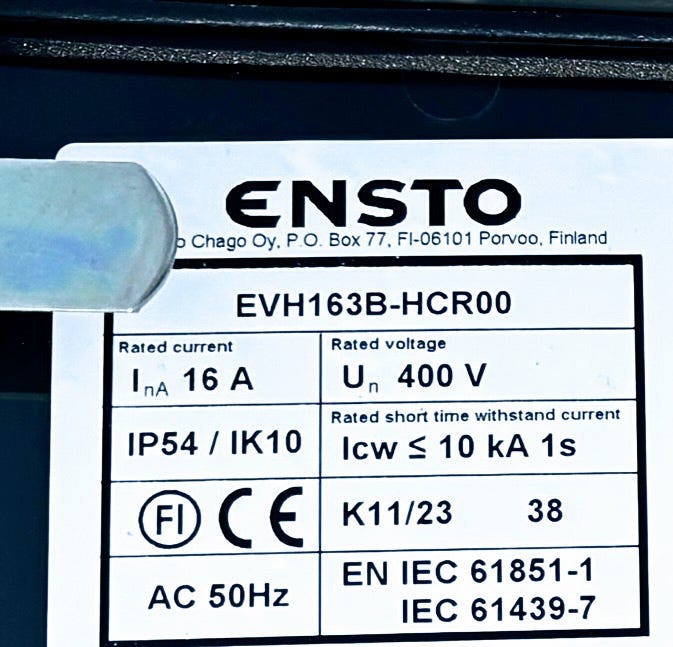 ENSTO
Chago Oy, P.O. Box 77, FI-06101 Porvoo, Finland
EVH163B-HCR00
Rated current
InA 16 A
Rated voltage
Un 400 V
IP54 / IK10
Rated short time withstand current
Icw ≤ 10 kA 1s
FI CE
K11/23 38
AC 50Hz
EN IEC 61851-1
IEC 61439-7